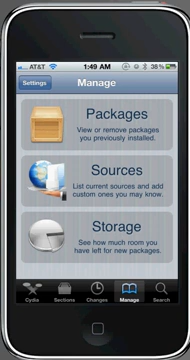 AT&T 1:49 AM 38%
Settings Manage
Packages
View or remove packages
you previously installed.
Sources
List current sources and add
custom ones you may know.
Storage
See how much room you
have left for new packages.
Cydia Sections Changes Manage Search